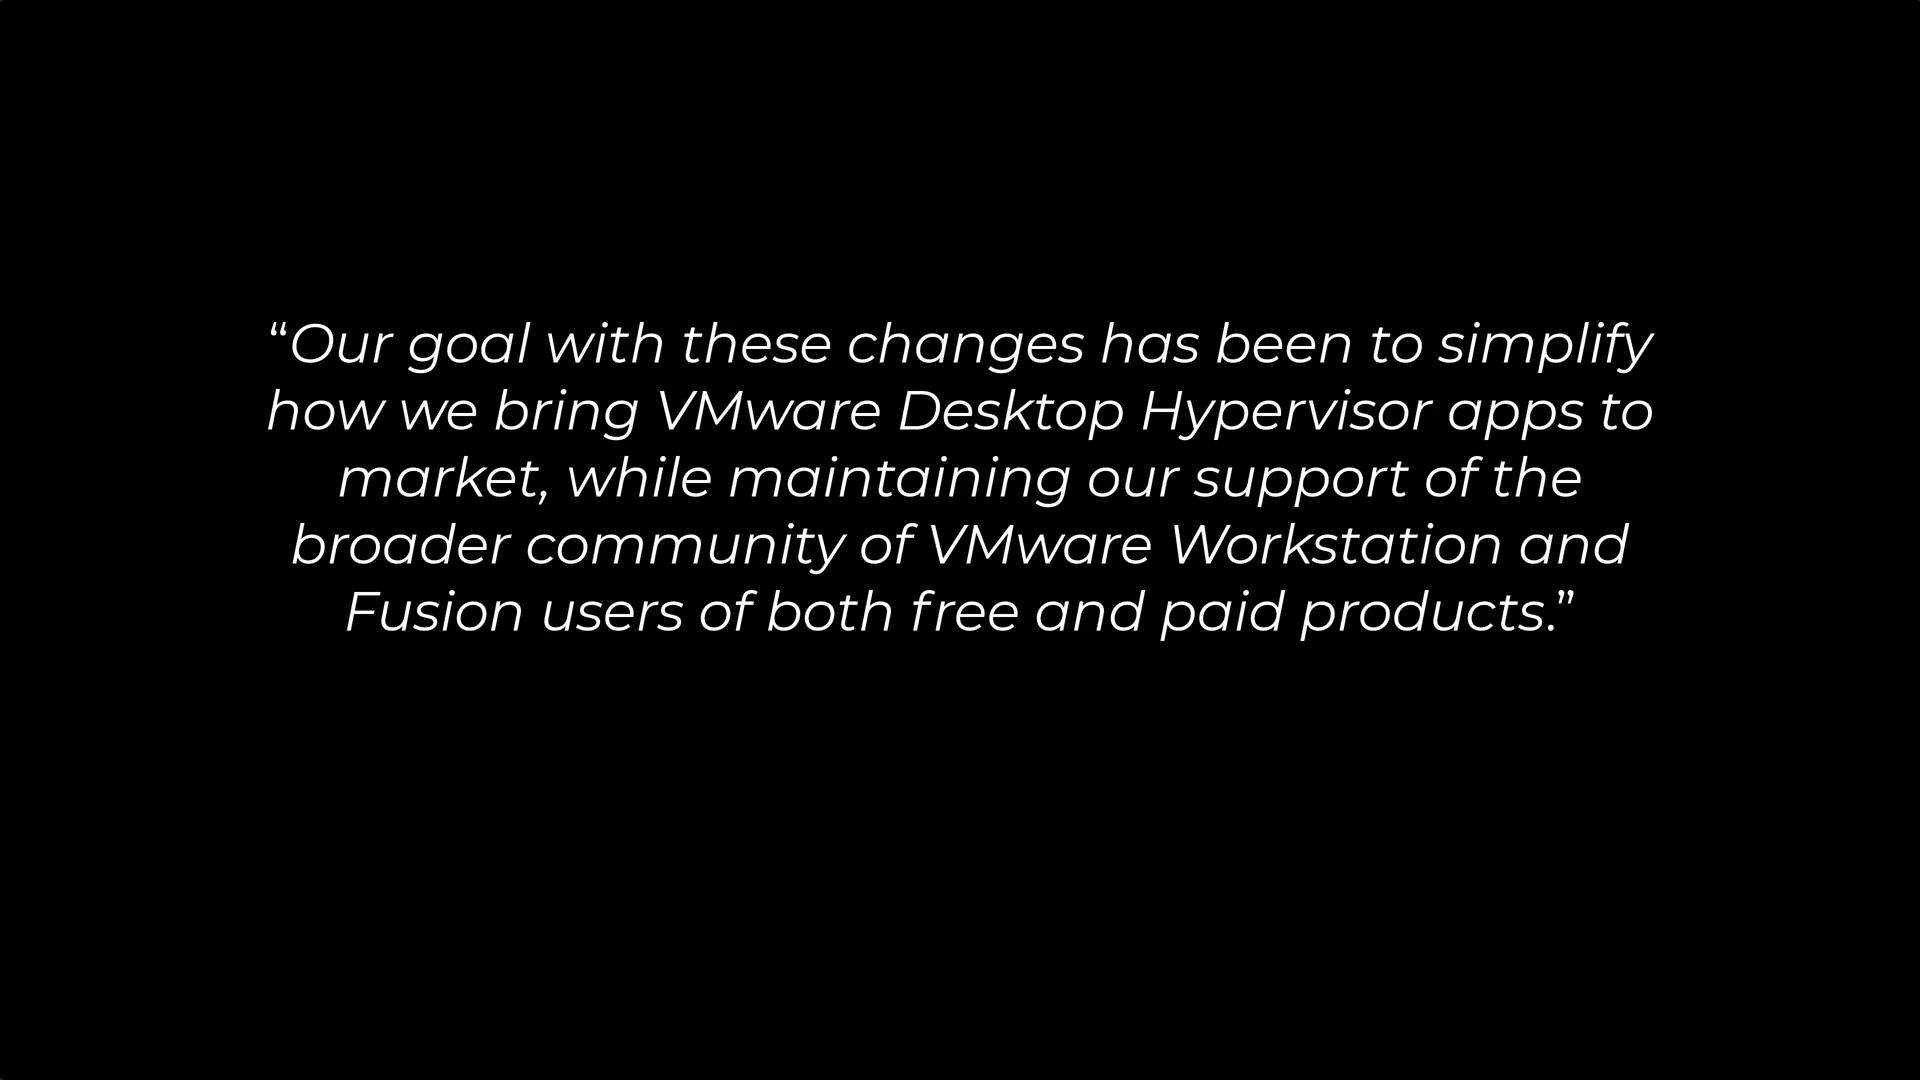 “Our goal with these changes has been to simplify
how we bring VMware Desktop Hypervisor apps to
market, while maintaining our support of the
broader community of VMware Workstation and
Fusion users of both free and paid products.”